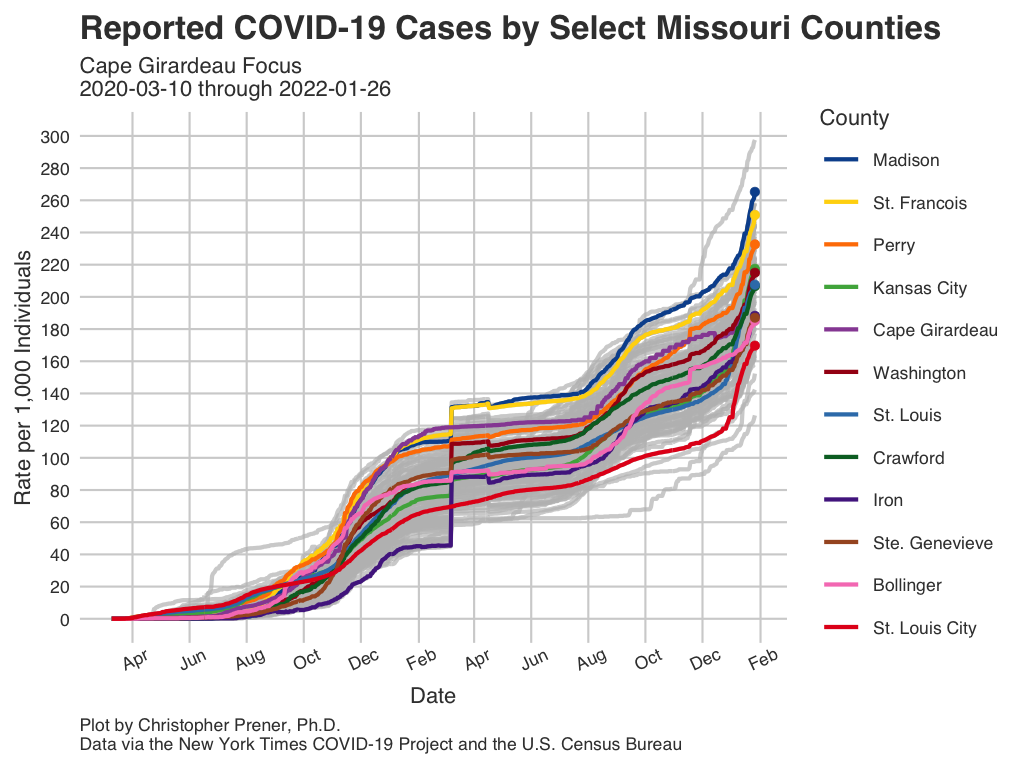 Reported COVID-19 Cases by Select Missouri Counties
Cape Girardeau Focus
2020-03-10 through 2022-01-26
County
Madison
St. Francois
Perry
Kansas City
Cape Girardeau
Washington
St. Louis
Crawford
Iron
Ste. Genevieve
Bollinger
St. Louis City
Rate per 1,000 Individuals
300
280
260
240
220
200
180
160
140
120
100
80
60
40
20
0
Apr Jun Aug Oct Dec Feb Apr Jun Aug Oct Dec Feb
Date
Plot by Christopher Prener, Ph.D.
Data via the New York Times COVID-19 Project and the U.S. Census Bureau